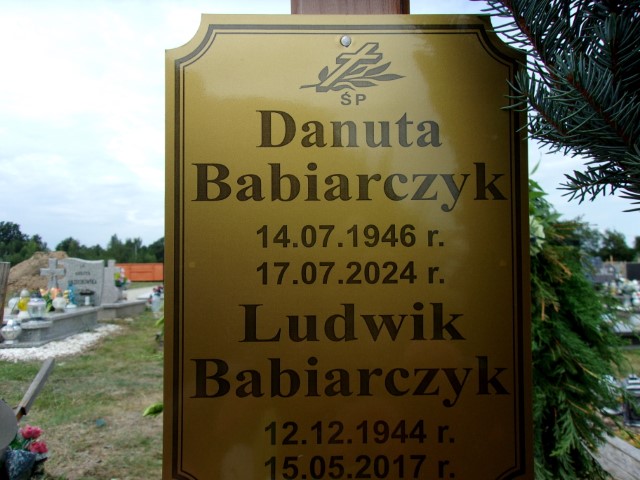 ŚP
Danuta
Babiarczyk
14.07.1946 r.
17.07.2024 r.
Ludwik
Babiarczyk
12.12.1944 r.
15.05.2017 r.